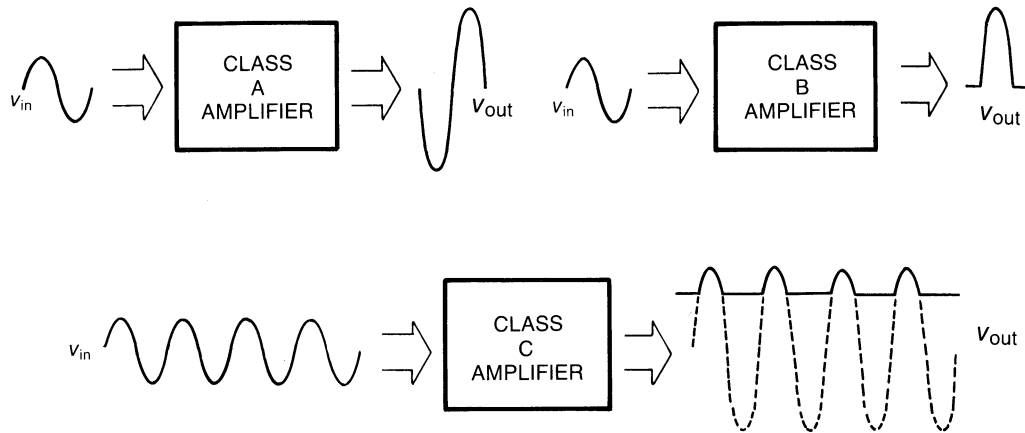 v_in
CLASS
A
AMPLIFIER
v_out
v_in
CLASS
B
AMPLIFIER
v_out
v_in
CLASS
C
AMPLIFIER
v_out